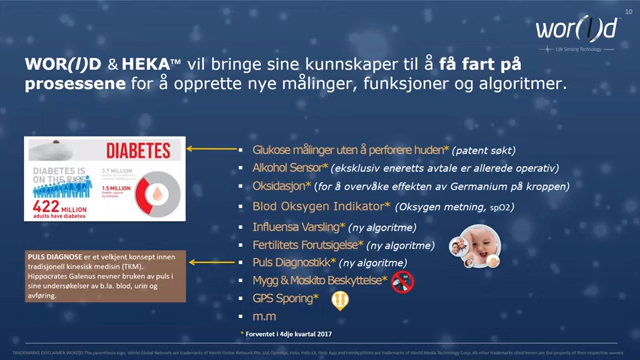 10
wor(l)d
Life Sensing Technology
WOR(l)D & HEKA™ vil bringe sine kunnskaper til å få fart på
prosessene for å opprette nye målinger, funksjoner og algoritmer.
DIABETES
DIABETES IS
ON THE RISE
422 MILLION
adults have diabetes
3.7 MILLION
1.5 MILLION
PULS DIAGNOSE er et velkjent konsept innen
tradisjonell kinesisk medisin (TKM),
Hippocrates Galenus nevner bruken av puls i
sine undersøkelser av b.la. blod, urin og
avføring.
▪ Glukose målinger uten å perforere huden* (patent søkt)
▪ Alkohol Sensor* (eksklusiv eneretts avtale er allerede operativ)
▪ Oksidasjon* (for å overvåke effekten av Germanium på kroppen)
▪ Blod Oksygen Indikator* (Oksygen metning, spO2)
▪ Influensa Varsling* (ny algoritme)
▪ Fertilitets Forutsigelse* (ny algoritme)
▪ Puls Diagnostikk* (ny algoritme)
▪ Mygg & Moskito Beskyttelse*
▪ GPS Sporing*
▪ m.m
* Forventet i 4dje kvartal 2017